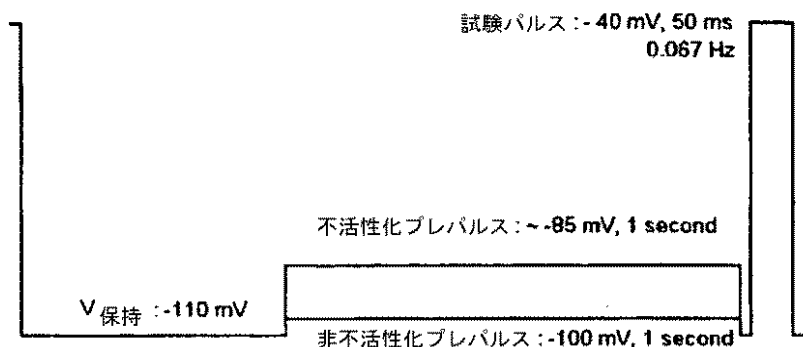 試験パルス : - 40 mV, 50 ms
0.067 Hz
不活性化プレパルス : ~ -85 mV, 1 second
V 保持 : -110 mV
非不活性化プレパルス : -100 mV, 1 second